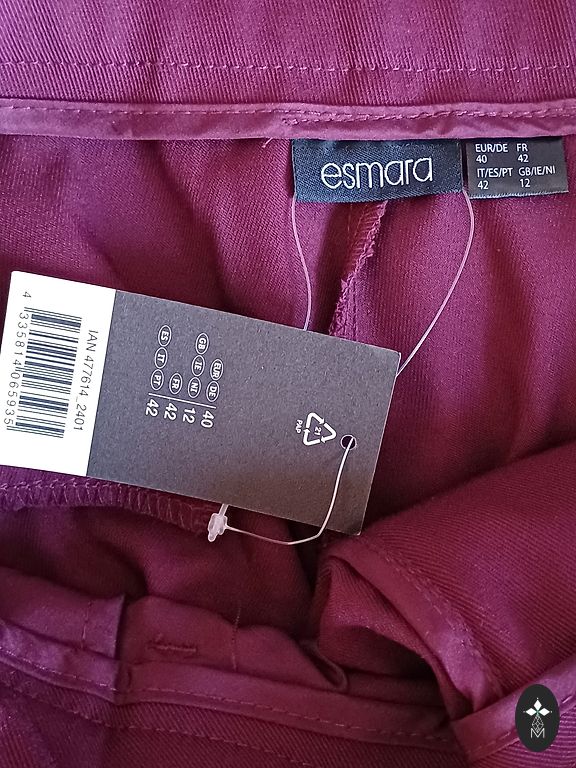 esmara
EUR/DE FR
40 42
IT/ES/PT GB/IE/NI
42 12
4 335814 065935
IAN 477614_2401
EUR DE 40
GB IE NI 12
FR 42
ES IT PT 42
21
PAP
M